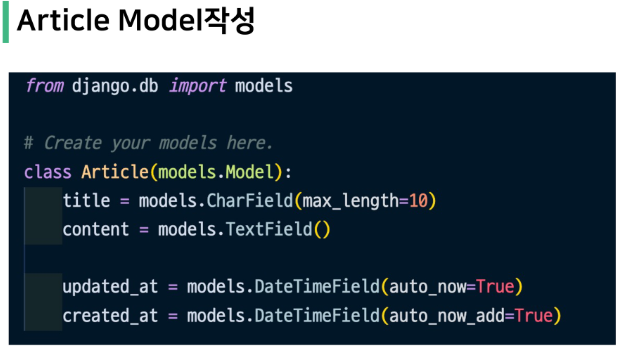 Article Model작성
from django.db import models
# Create your models here.
class Article(models.Model):
    title = models.CharField(max_length=10)
    content = models.TextField()
    updated_at = models.DateTimeField(auto_now=True)
    created_at = models.DateTimeField(auto_now_add=True)